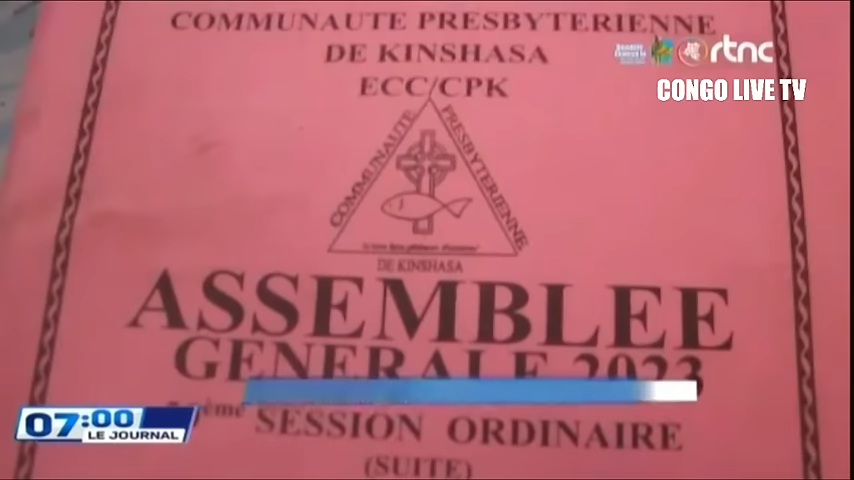 COMMUNAUTE PRESBYTERIENNE
DE KINSHASA
ECC/CPK
rtnc
CONGO LIVE TV
COMMUNAUTE
PRESBYTERIENNE
DE KINSHASA
ASSEMBLEE
GENERALE 2023
SESSION ORDINAIRE
(SUITE)
07:00
LE JOURNAL